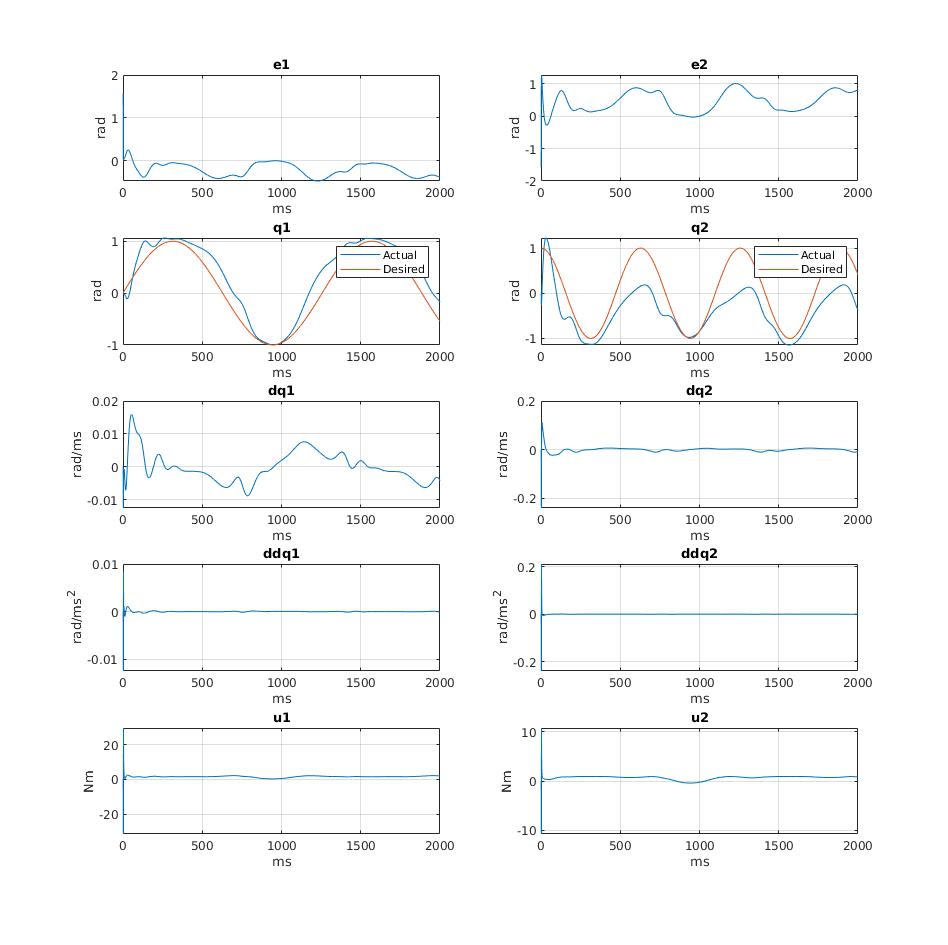 e1
2
1
0
rad
0
500
1000
1500
2000
ms
e2
1
0
-1
-2
rad
0
500
1000
1500
2000
ms
q1
1
0
-1
rad
Actual
Desired
0
500
1000
1500
2000
ms
q2
1
0
-1
rad
Actual
Desired
0
500
1000
1500
2000
ms
dq1
0.02
0.01
0
-0.01
rad/ms
0
500
1000
1500
2000
ms
dq2
0.2
0
-0.2
rad/ms
0
500
1000
1500
2000
ms
ddq1
0.01
0
-0.01
rad/ms²
0
500
1000
1500
2000
ms
ddq2
0.2
0
-0.2
rad/ms²
0
500
1000
1500
2000
ms
u1
20
0
-20
Nm
0
500
1000
1500
2000
ms
u2
10
0
-10
Nm
0
500
1000
1500
2000
ms